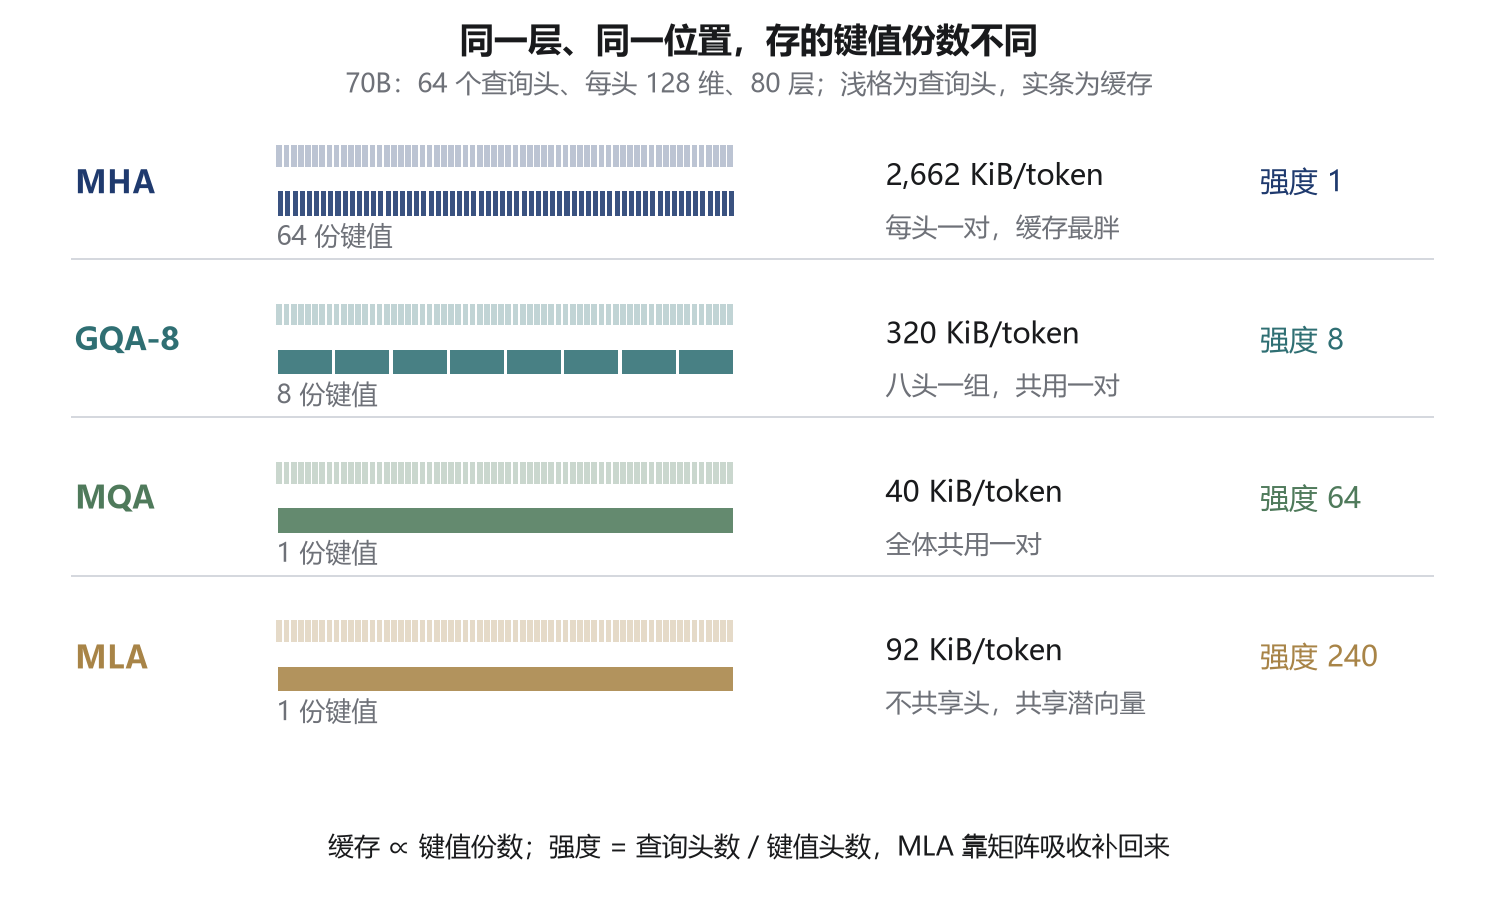 同一层、同一位置，存的键值份数不同
70B：64 个查询头、每头 128 维、80 层；浅格为查询头，实条为缓存
MHA
64 份键值
2,662 KiB/token
每头一对，缓存最胖
强度 1
GQA-8
8 份键值
320 KiB/token
八头一组，共用一对
强度 8
MQA
1 份键值
40 KiB/token
全体共用一对
强度 64
MLA
1 份键值
92 KiB/token
不共享头，共享潜向量
强度 240
缓存 ∝ 键值份数；强度 = 查询头数 / 键值头数，MLA 靠矩阵吸收补回来